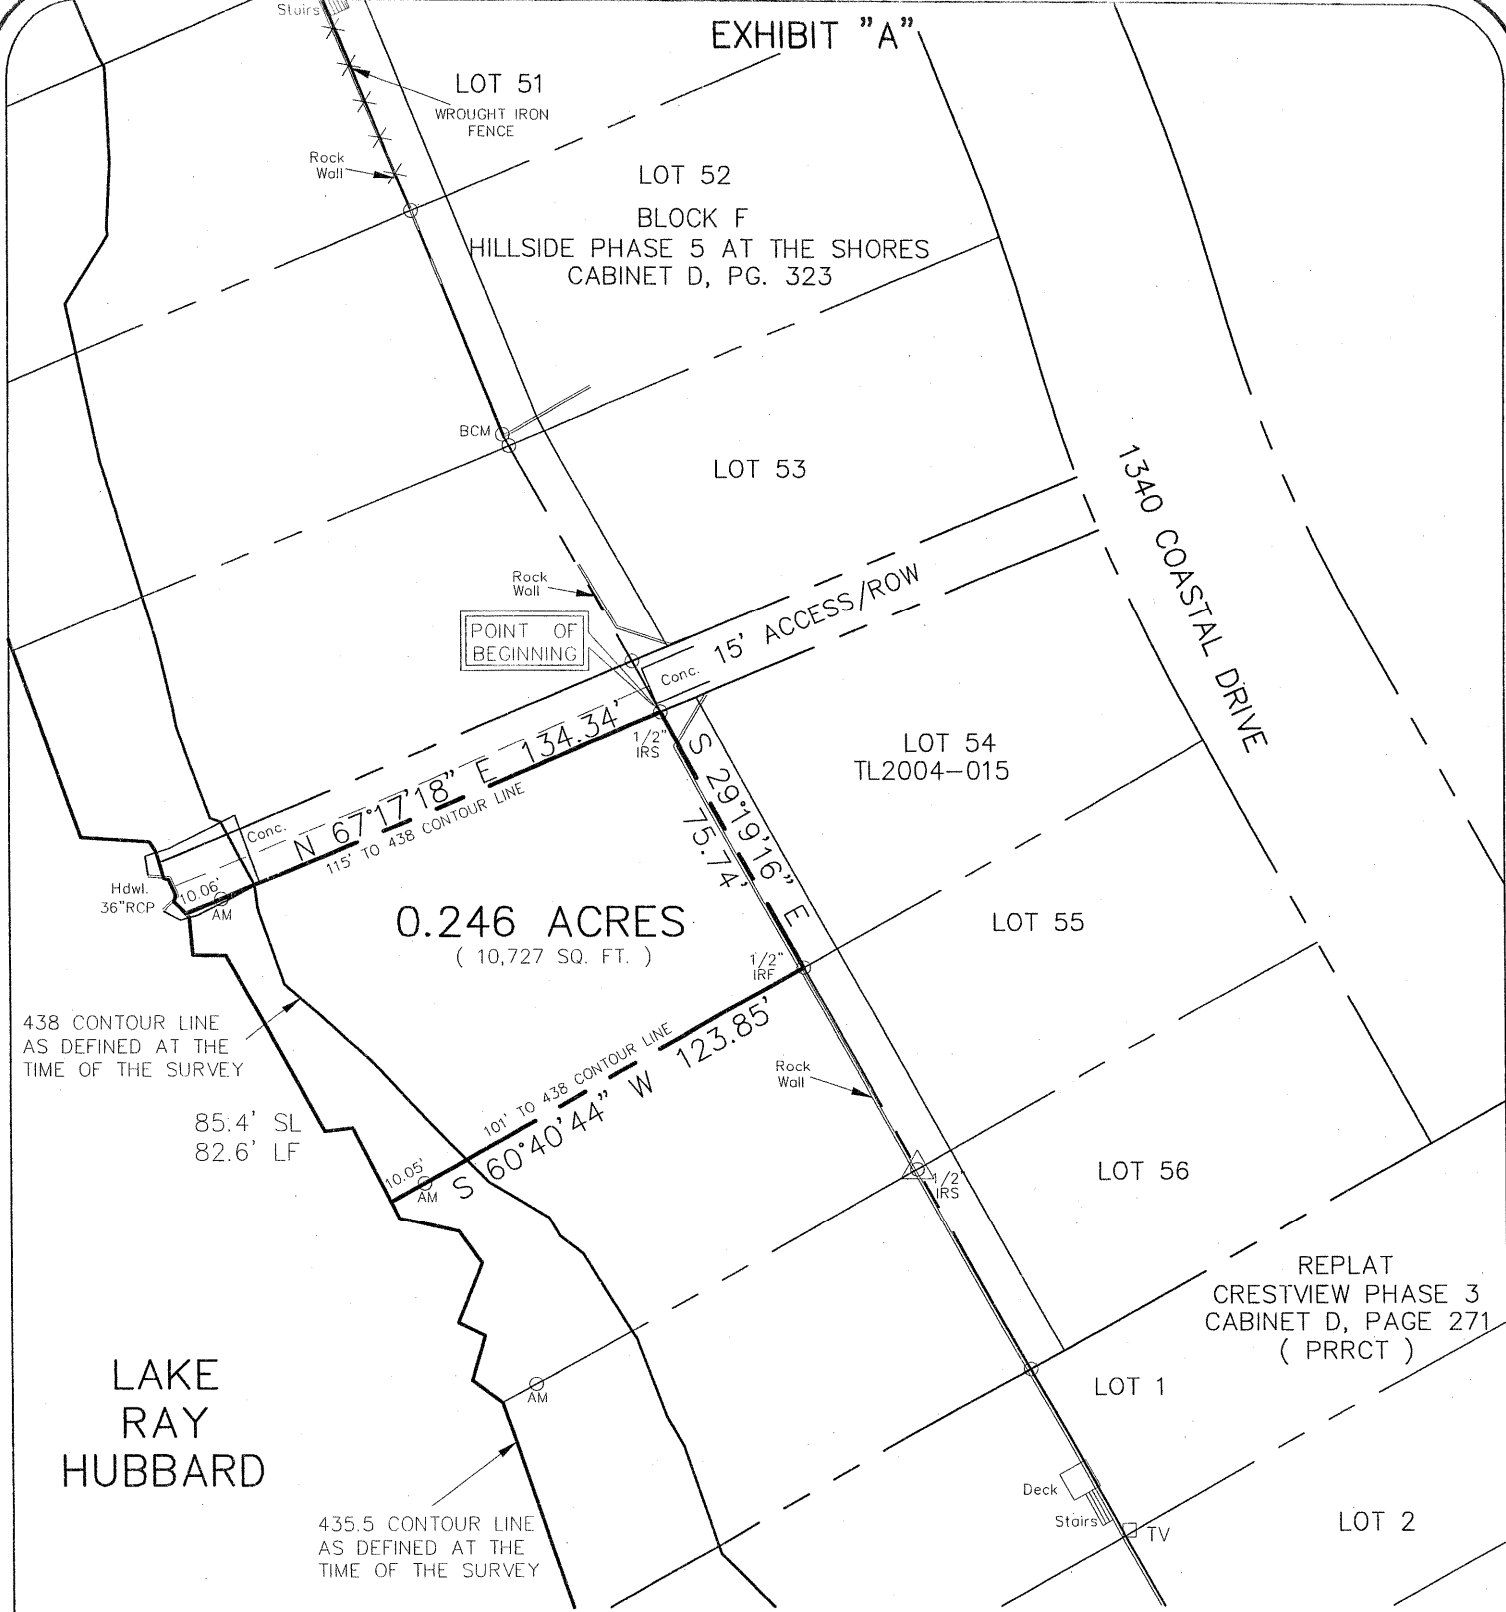 EXHIBIT "A"
Stairs
LOT 51
WROUGHT IRON
FENCE
Rock
Wall
LOT 52
BLOCK F
HILLSIDE PHASE 5 AT THE SHORES
CABINET D, PG. 323
BCM
LOT 53
1340 COASTAL DRIVE
Rock
Wall
POINT OF
BEGINNING
15' ACCESS/ROW
Conc.
1/2"
IRS
N 67°17'18" E 134.34'
115' TO 438 CONTOUR LINE
S 29°19'16" E
75.74'
LOT 54
TL2004-015
Conc.
Hdwl.
36"RCP
10.06'
AM
0.246 ACRES
( 10,727 SQ. FT. )
1/2"
IRF
LOT 55
438 CONTOUR LINE
AS DEFINED AT THE
TIME OF THE SURVEY
101' TO 438 CONTOUR LINE
S 60°40'44" W 123.85'
Rock
Wall
85.4' SL
82.6' LF
10.05'
AM
1/2"
IRS
LOT 56
REPLAT
CRESTVIEW PHASE 3
CABINET D, PAGE 271
( PRRCT )
LAKE
RAY
HUBBARD
AM
LOT 1
Deck
Stairs
TV
LOT 2
435.5 CONTOUR LINE
AS DEFINED AT THE
TIME OF THE SURVEY